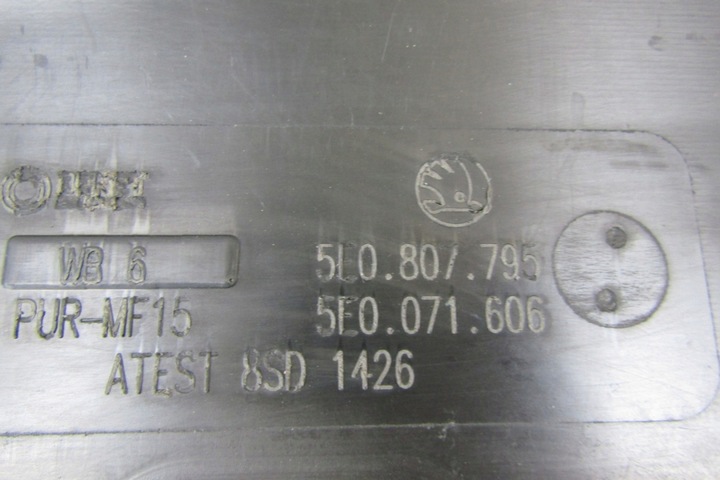 WB 6
5E0.807.795
PUR-MF15
5E0.071.606
ATEST 8SD 1426